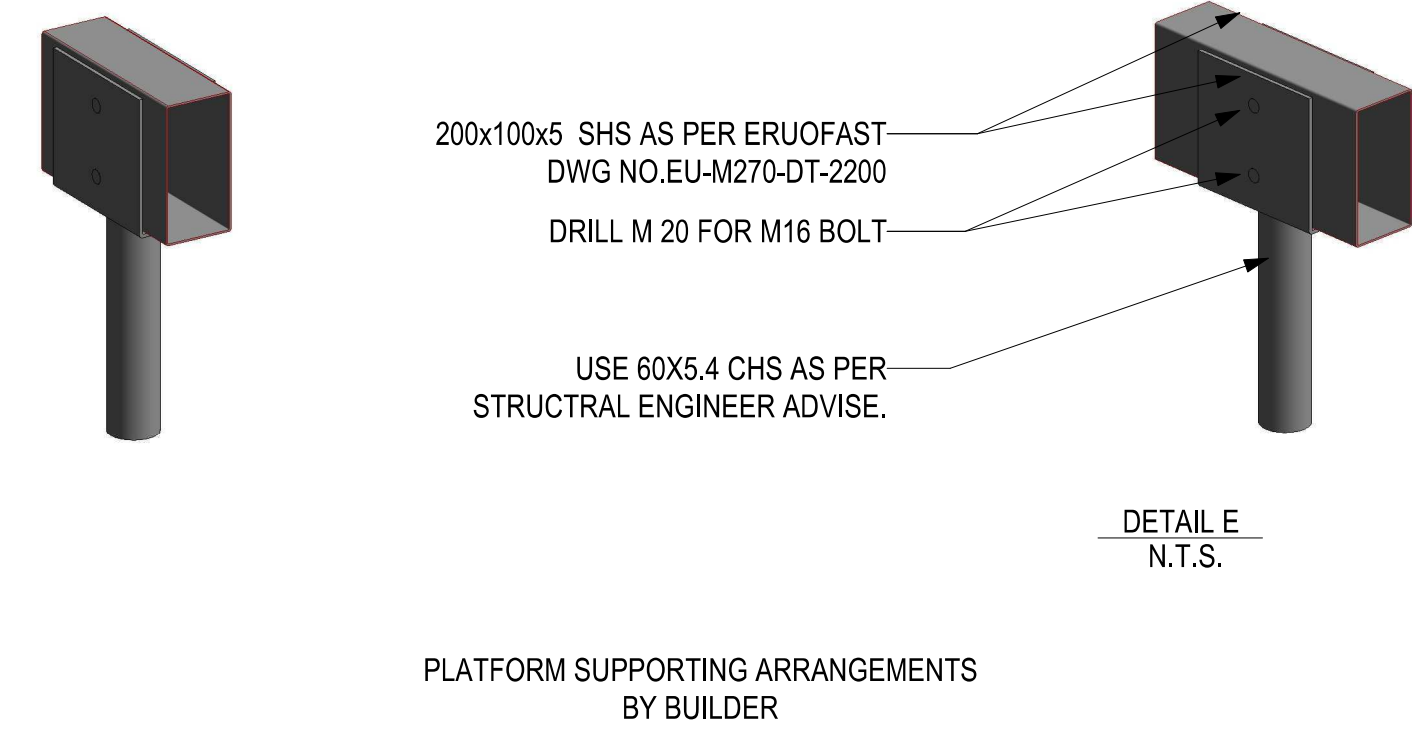 200x100x5 SHS AS PER ERUOFAST
DWG NO.EU-M270-DT-2200
DRILL M 20 FOR M16 BOLT
USE 60X5.4 CHS AS PER
STRUCTRAL ENGINEER ADVISE.
DETAIL E
N.T.S.
PLATFORM SUPPORTING ARRANGEMENTS
BY BUILDER